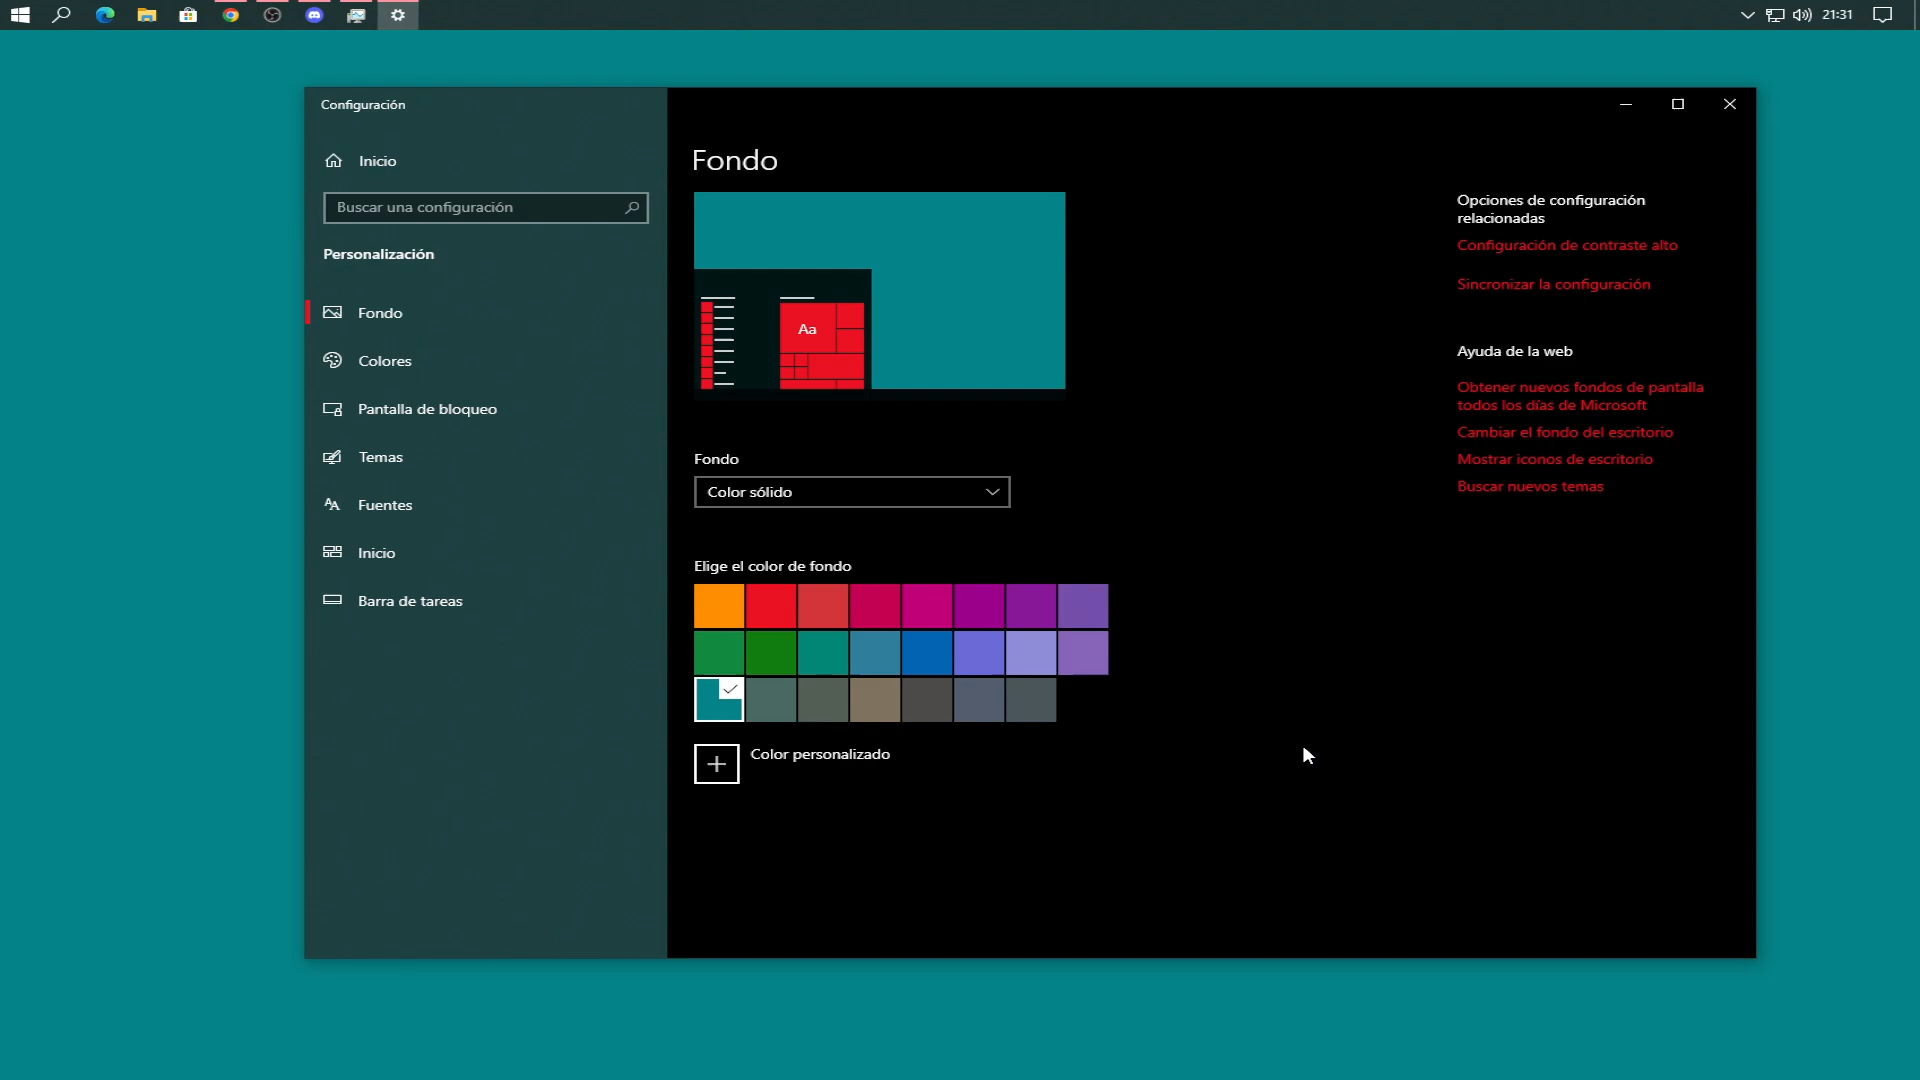 21:31
Configuración
Inicio
Buscar una configuración
Personalización
Fondo
Colores
Pantalla de bloqueo
Temas
Fuentes
Inicio
Barra de tareas
Fondo
Aa
Fondo
Color sólido
Elige el color de fondo
Color personalizado
Opciones de configuración
relacionadas
Configuración de contraste alto
Sincronizar la configuración
Ayuda de la web
Obtener nuevos fondos de pantalla
todos los días de Microsoft
Cambiar el fondo del escritorio
Mostrar iconos de escritorio
Buscar nuevos temas